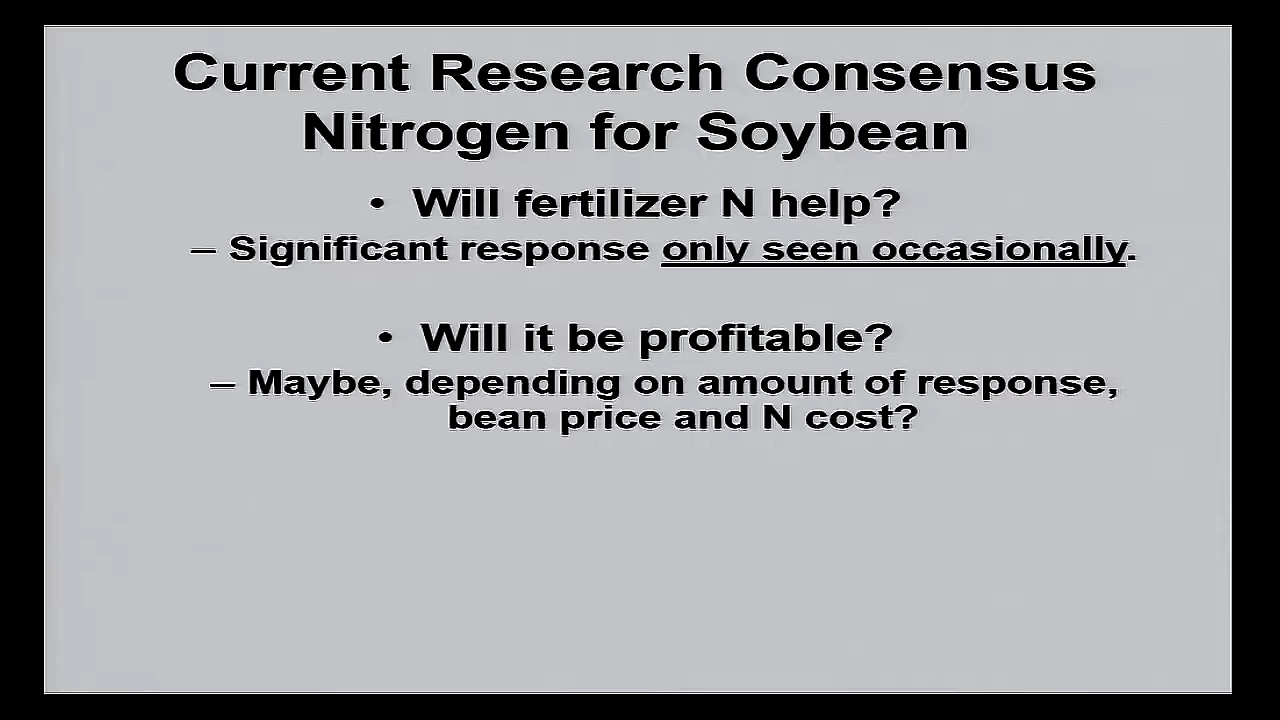 Current Research Consensus
Nitrogen for Soybean
• Will fertilizer N help?
– Significant response only seen occasionally.
• Will it be profitable?
– Maybe, depending on amount of response,
bean price and N cost?